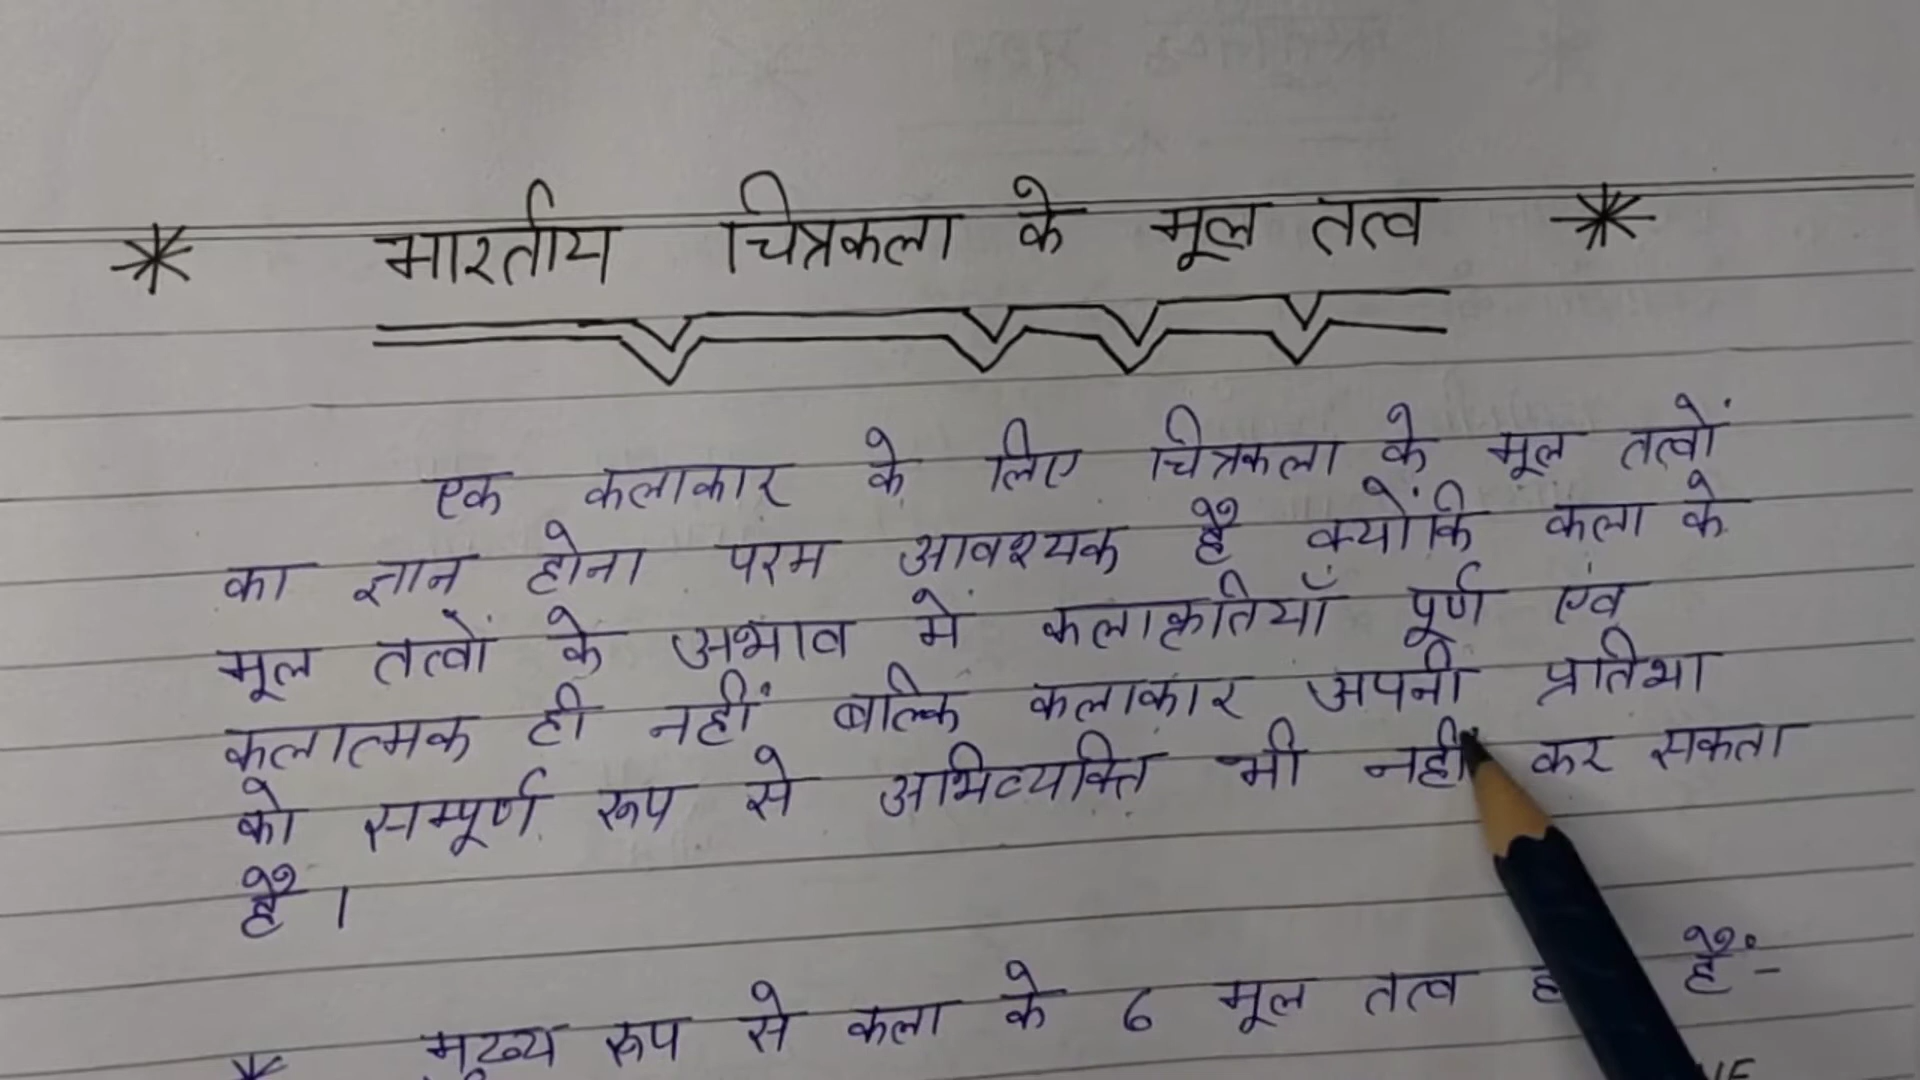 * भारतीय चित्रकला के मूल तत्व *
एक कलाकार के लिए चित्रकला के मूल तत्वों
का ज्ञान होना परम आवश्यक है क्योंकि कला के
मूल तत्वों के अभाव में कलाकृतियाँ पूर्ण एंव
कलात्मक ही नहीं बल्कि कलाकार अपनी प्रतिभा
को सम्पूर्ण रूप से अभिव्यक्ति भी नहीं कर सकता
है ।
* मुख्य रूप से कला के 6 मूल तत्व हैं:-